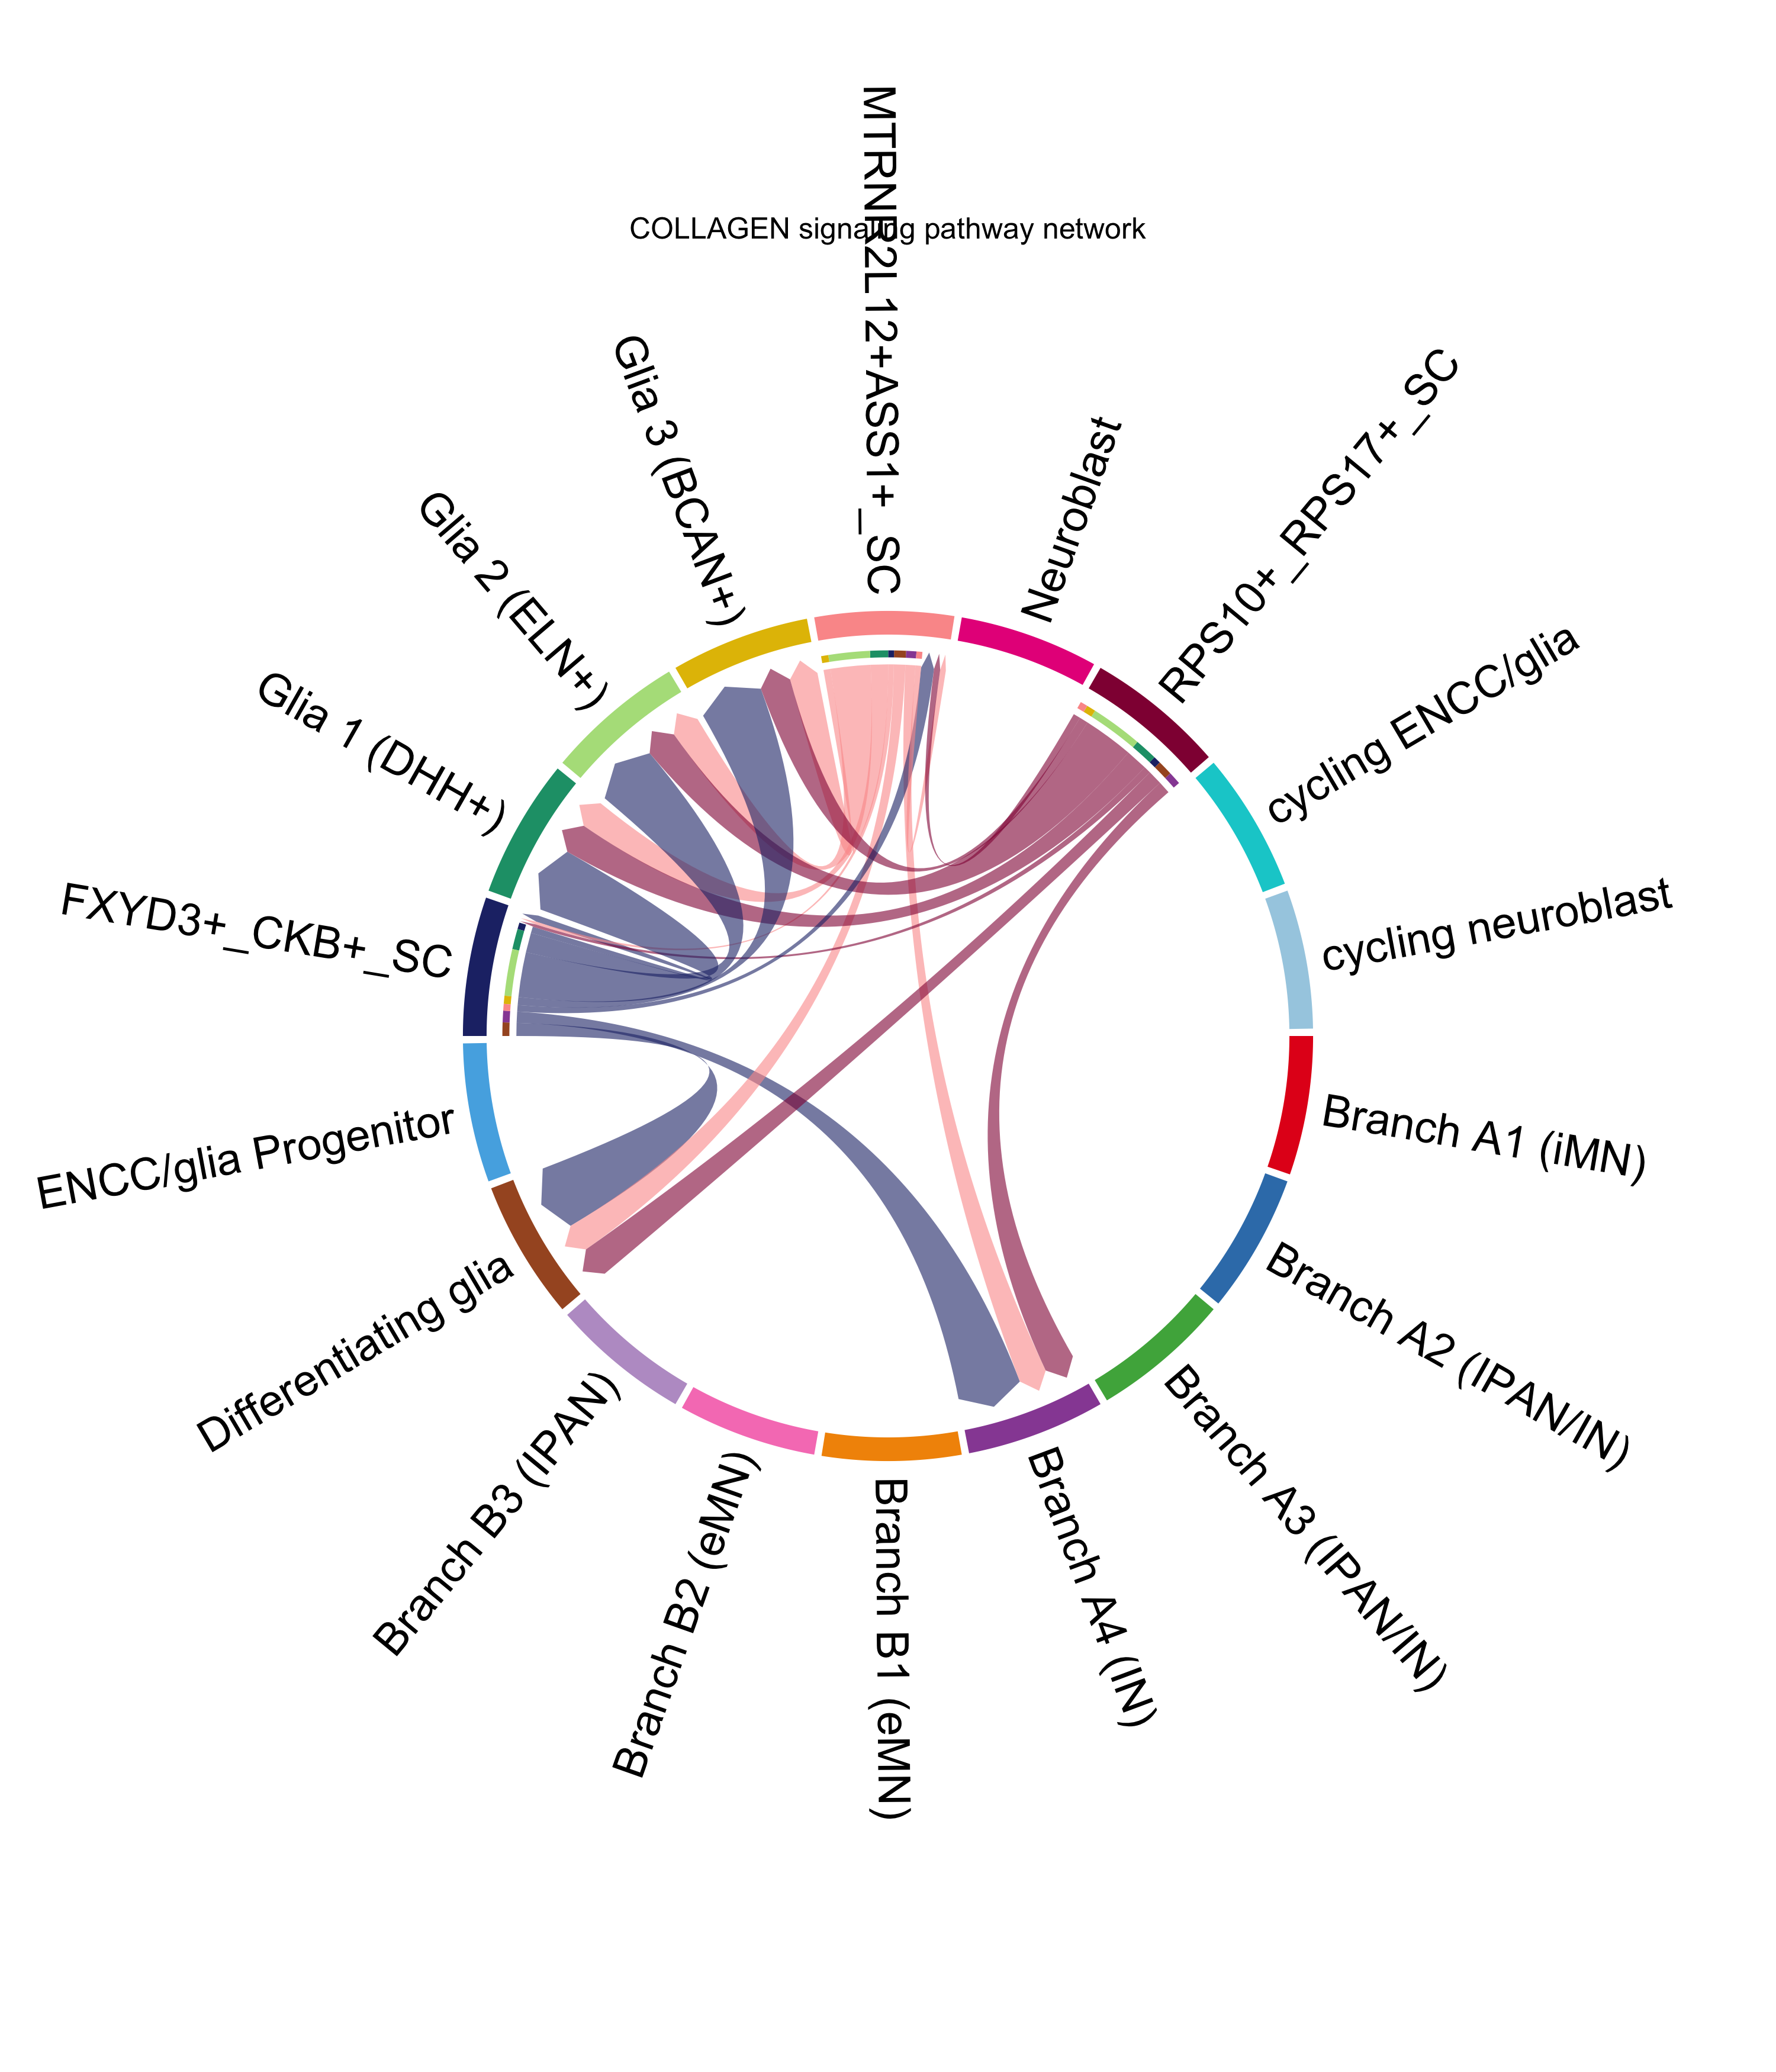 MTRNR2L12+ASS1+_SC
COLLAGEN signaling pathway network
Neuroblast
RPS10+_RPS17+_SC
cycling ENCC/glia
cycling neuroblast
Branch A1 (iMN)
Branch A2 (IPAN/IN)
Branch A3 (IPAN/IN)
Branch A4 (IN)
Branch B1 (eMN)
Branch B2 (eMN)
Branch B3 (IPAN)
Differentiating glia
ENCC/glia Progenitor
FXYD3+_CKB+_SC
Glia 1 (DHH+)
Glia 2 (ELN+)
Glia 3 (BCAN+)